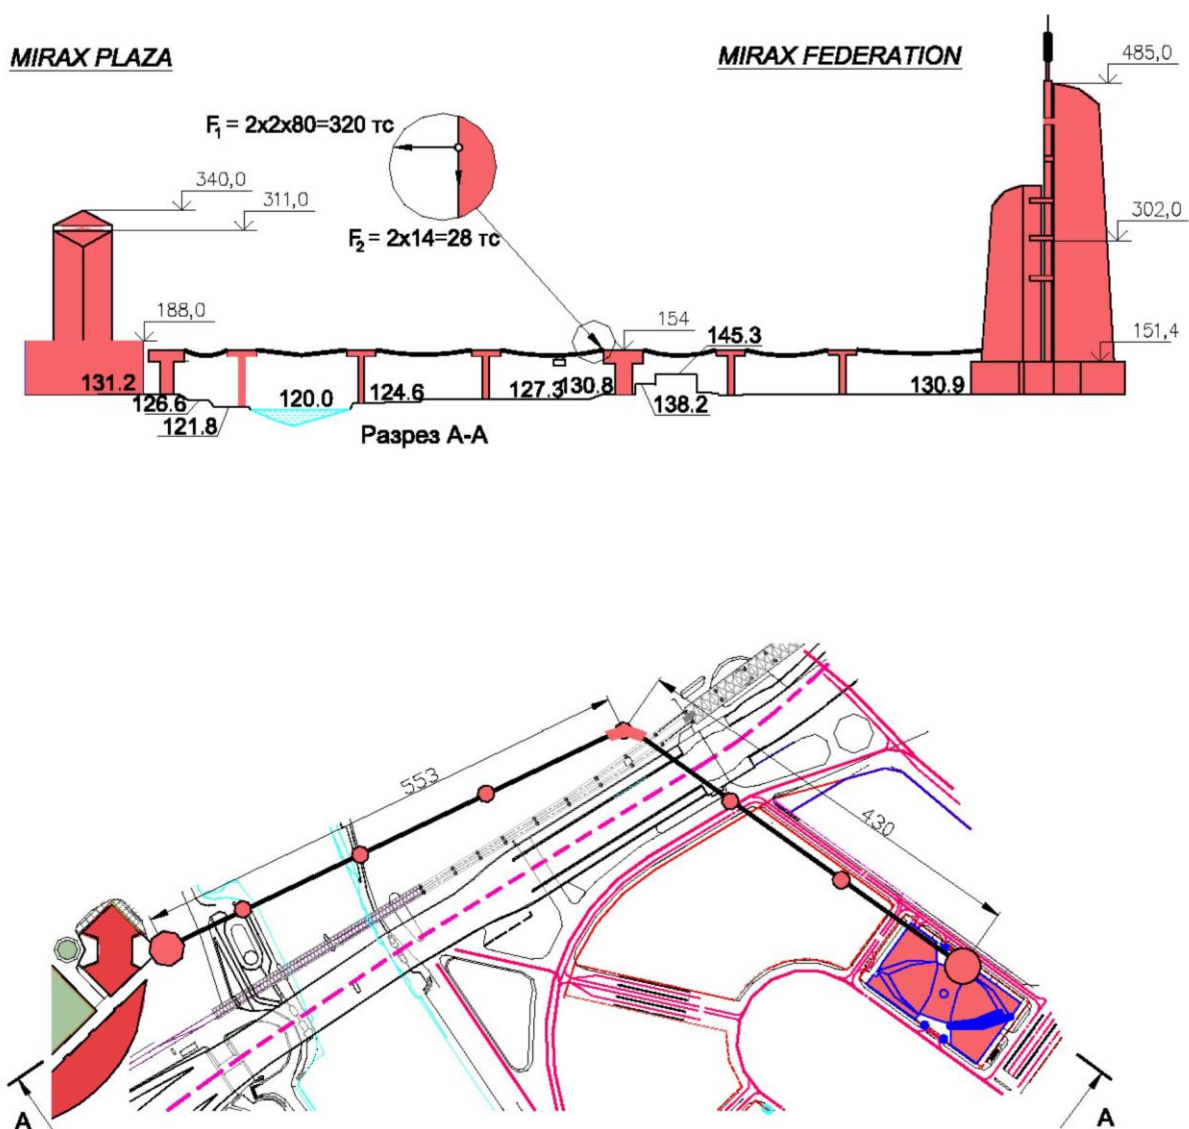 MIRAX PLAZA
MIRAX FEDERATION
485,0
F1 = 2x2x80=320 тс
340,0
311,0
302,0
F2 = 2x14=28 тс
188,0
154
145.3
151,4
131.2
126.6
121.8
120.0
124.6
127.3
130.8
138.2
130.9
Разрез А-А
553
430
А
А